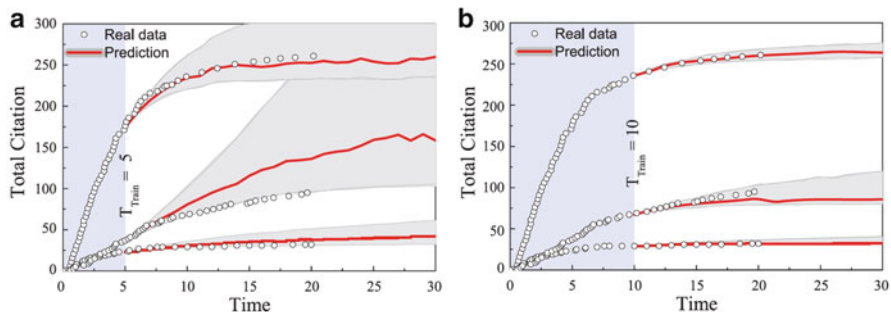 a
300
250
200
150
100
50
0
Total Citation
Real data
Prediction
T Train = 5
0 5 10 15 20 25 30
Time
b
300
250
200
150
100
50
0
Total Citation
Real data
Prediction
T Train = 10
0 5 10 15 20 25 30
Time